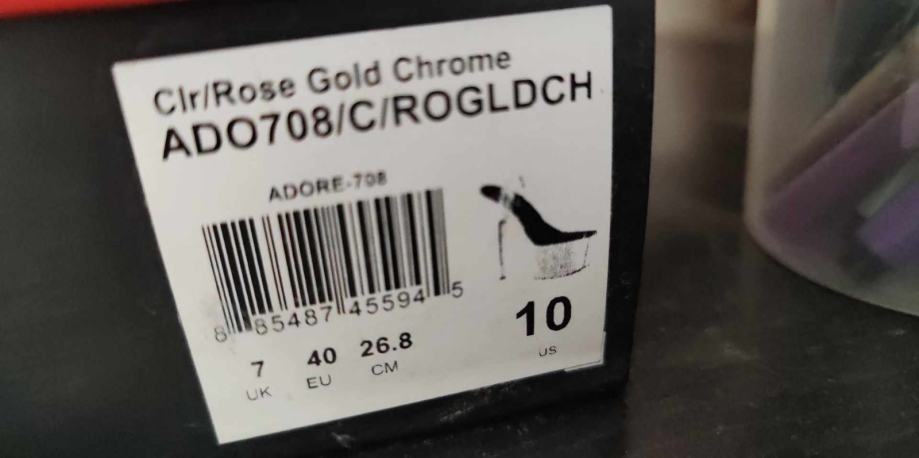 Clr/Rose Gold Chrome
ADO708/C/ROGLDCH
ADORE-708
8 85487 45594 5
7 40 26.8 10
UK EU CM US